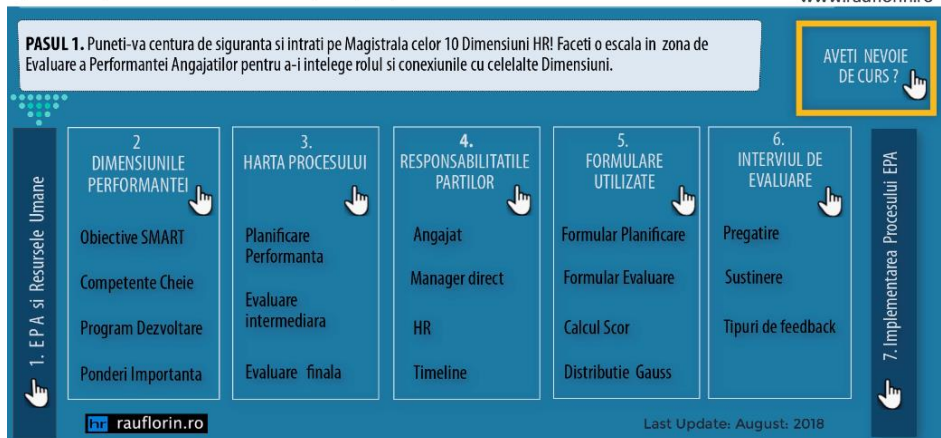 www.rauflorin.ro
PASUL 1. Puneti-va centura de siguranta si intrati pe Magistrala celor 10 Dimensiuni HR! Faceti o escala in zona de
Evaluare a Performantei Angajatilor pentru a-i intelege rolul si conexiunile cu celelalte Dimensiuni.
AVETI NEVOIE
DE CURS ?
1. E P A si Resursele Umane
2
DIMENSIUNILE
PERFORMANTEI
Obiective SMART
Competente Cheie
Program Dezvoltare
Ponderi Importanta
3.
HARTA PROCESULUI
Planificare
Performanta
Evaluare
intermediara
Evaluare finala
4.
RESPONSABILITATILE
PARTILOR
Angajat
Manager direct
HR
Timeline
5.
FORMULARE
UTILIZATE
Formular Planificare
Formular Evaluare
Calcul Scor
Distributie Gauss
6.
INTERVIUL DE
EVALUARE
Pregatire
Sustinere
Tipuri de feedback
7. Implementarea Procesului EPA
hr rauflorin.ro
Last Update: August: 2018